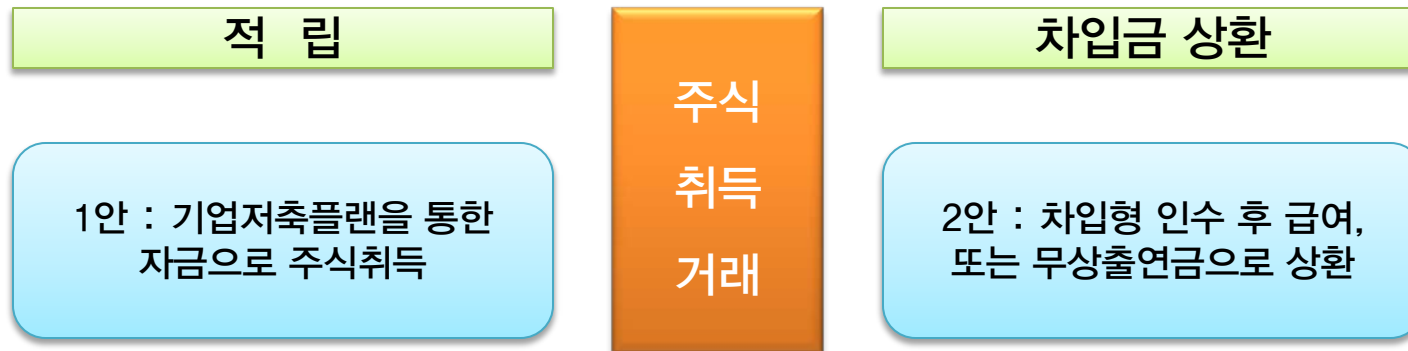 적 립
1안 : 기업저축플랜을 통한
자금으로 주식취득
주식
취득
거래
차입금 상환
2안 : 차입형 인수 후 급여,
또는 무상출연금으로 상환